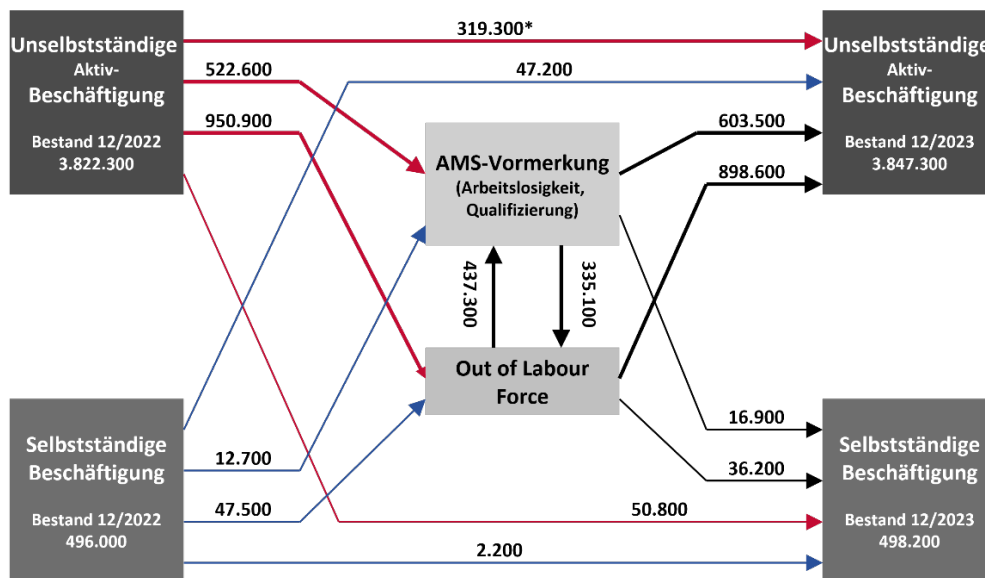 Unselbstständige
Aktiv-
Beschäftigung
Bestand 12/2022
3.822.300
319.300*
522.600
47.200
950.900
Unselbstständige
Aktiv-
Beschäftigung
Bestand 12/2023
3.847.300
AMS-Vormerkung
(Arbeitslosigkeit,
Qualifizierung)
603.500
898.600
437.300
335.100
Out of Labour
Force
Selbstständige
Beschäftigung
Bestand 12/2022
496.000
12.700
47.500
2.200
16.900
36.200
50.800
Selbstständige
Beschäftigung
Bestand 12/2023
498.200